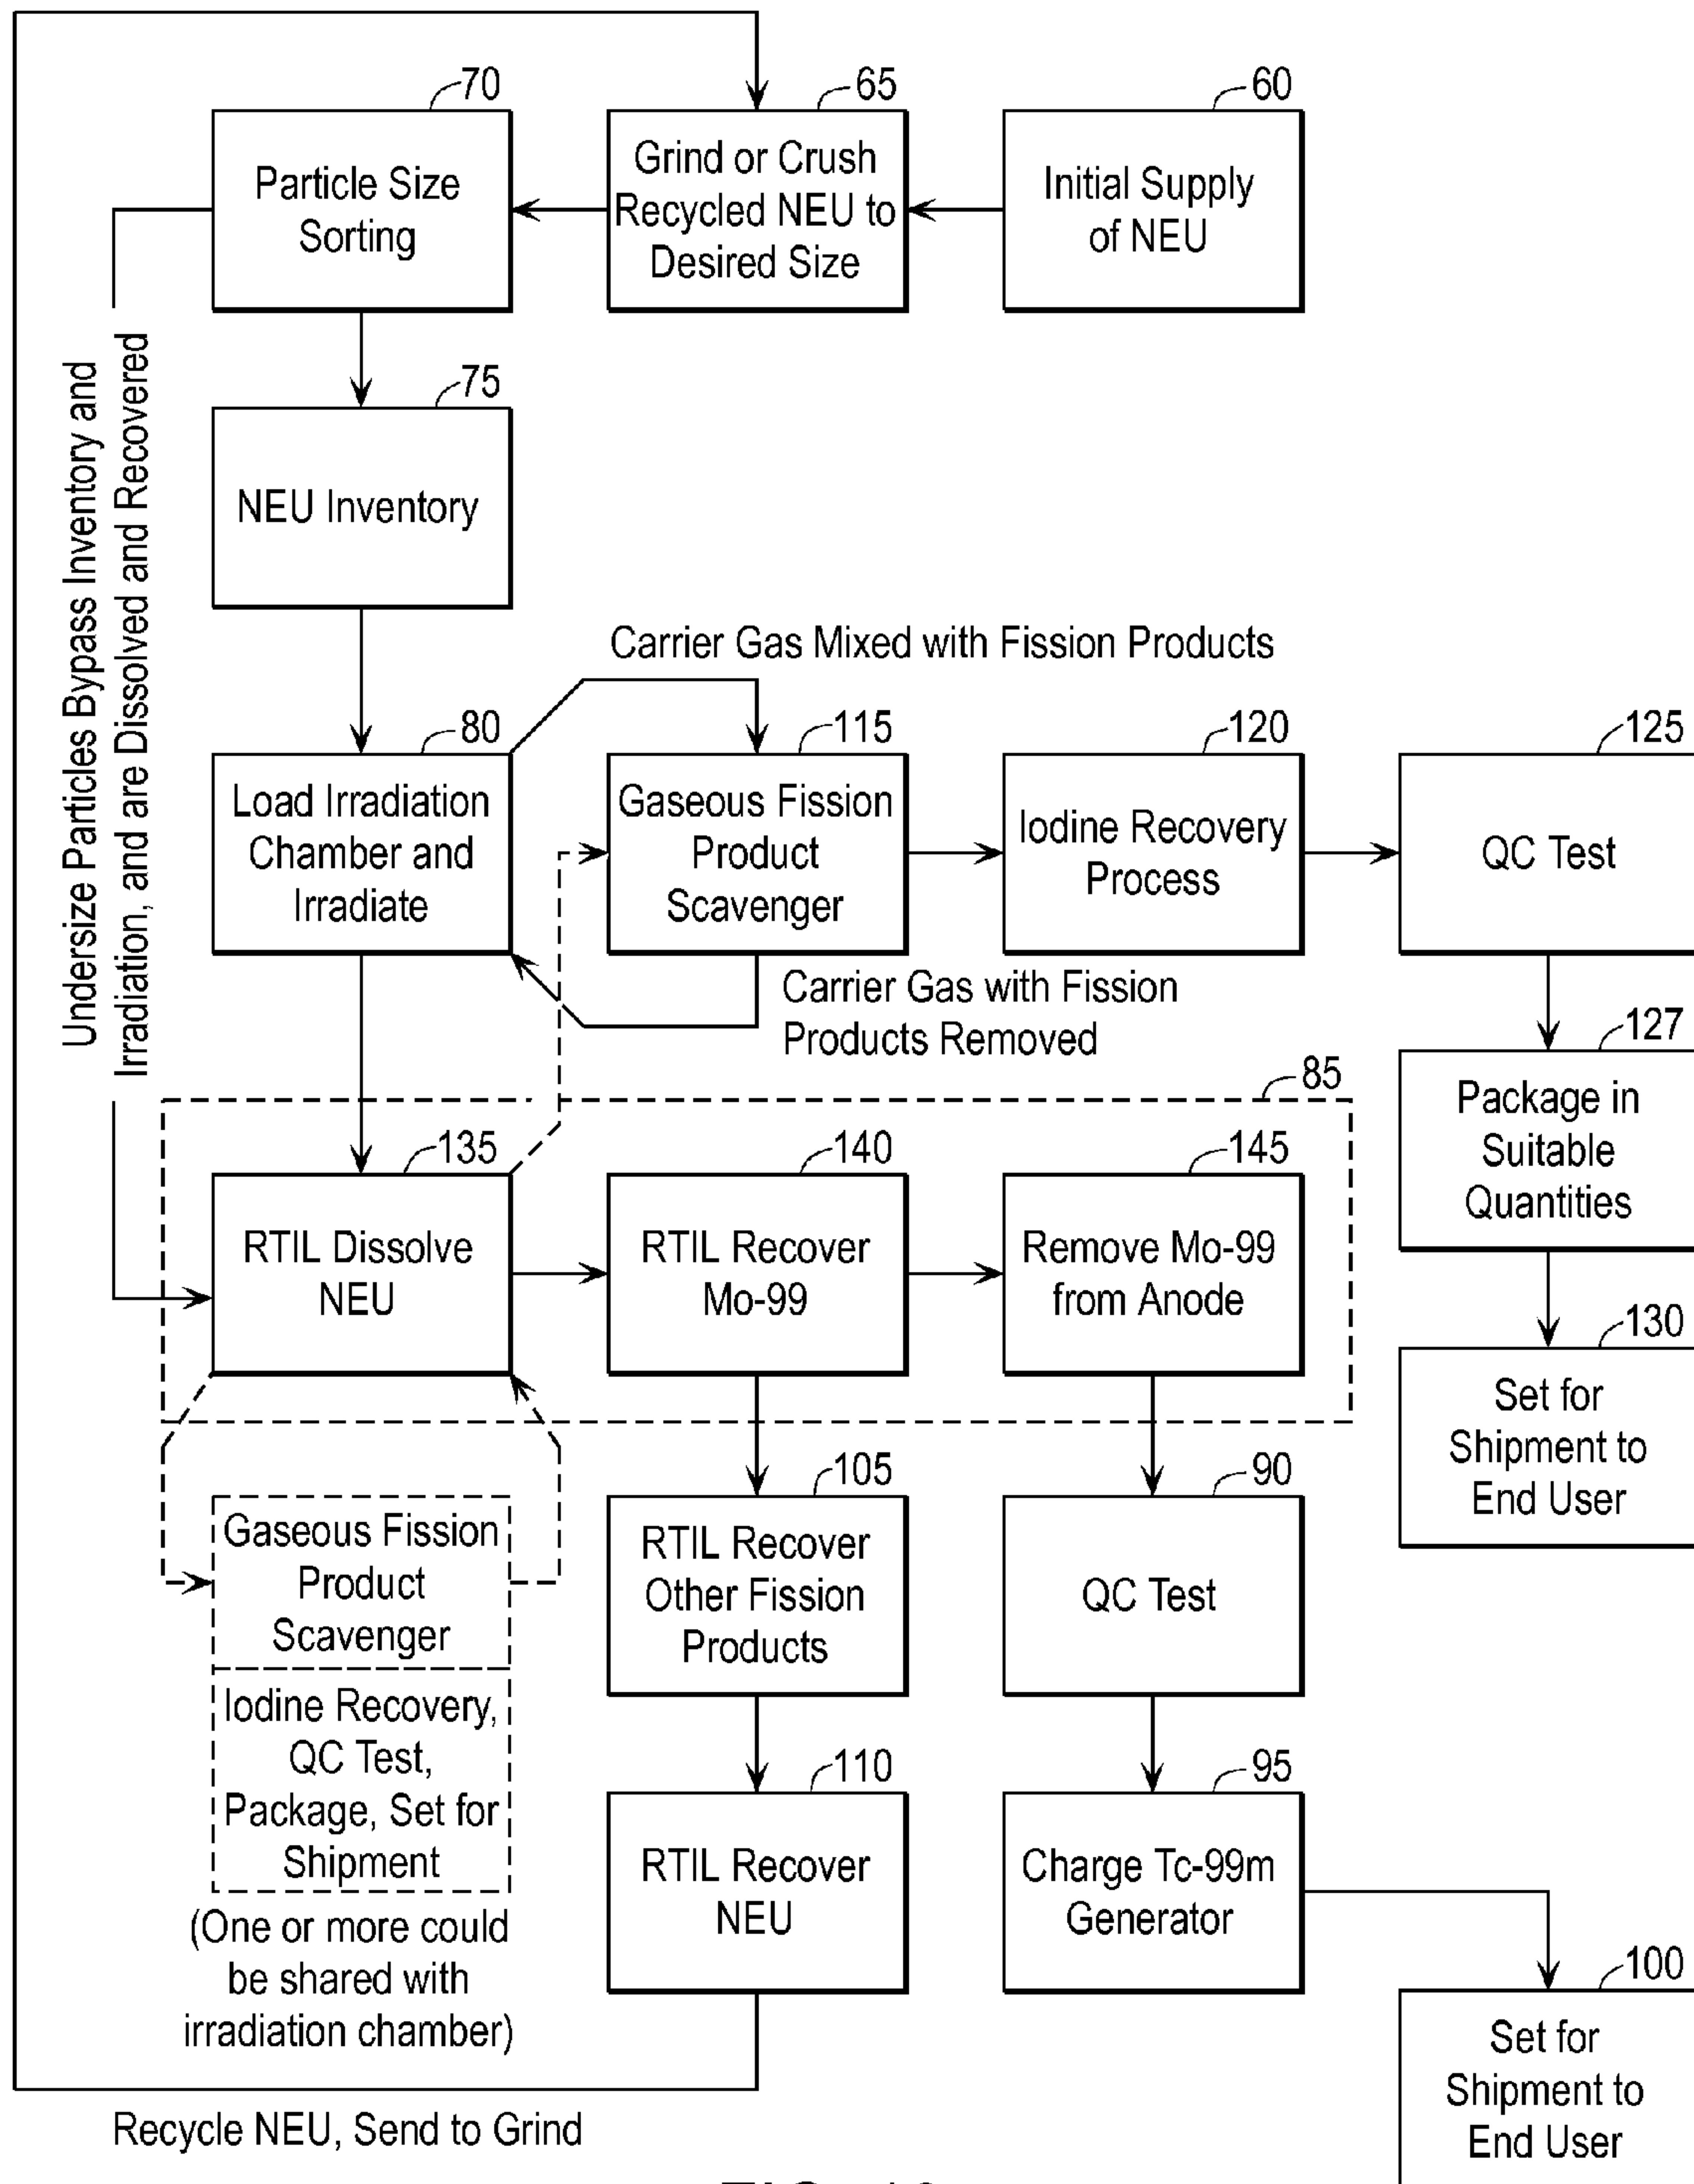 70
65
60
Particle Size
Sorting
Grind or Crush
Recycled NEU to
Desired Size
Initial Supply
of NEU
Undersize Particles Bypass Inventory and
Irradiation, and are Dissolved and Recovered
75
NEU Inventory
Carrier Gas Mixed with Fission Products
80
115
120
125
Load Irradiation
Chamber and
Irradiate
Gaseous Fission
Product
Scavenger
Iodine Recovery
Process
QC Test
Carrier Gas with Fission
Products Removed
127
Package in
Suitable
Quantities
85
135
140
145
RTIL Dissolve
NEU
RTIL Recover
Mo-99
Remove Mo-99
from Anode
130
Set for
Shipment to
End User
105
90
Gaseous Fission
Product
Scavenger
RTIL Recover
Other Fission
Products
QC Test
Iodine Recovery,
QC Test,
Package, Set for
Shipment
(One or more could
be shared with
irradiation chamber)
110
95
RTIL Recover
NEU
Charge Tc-99m
Generator
100
Set for
Shipment to
End User
Recycle NEU, Send to Grind